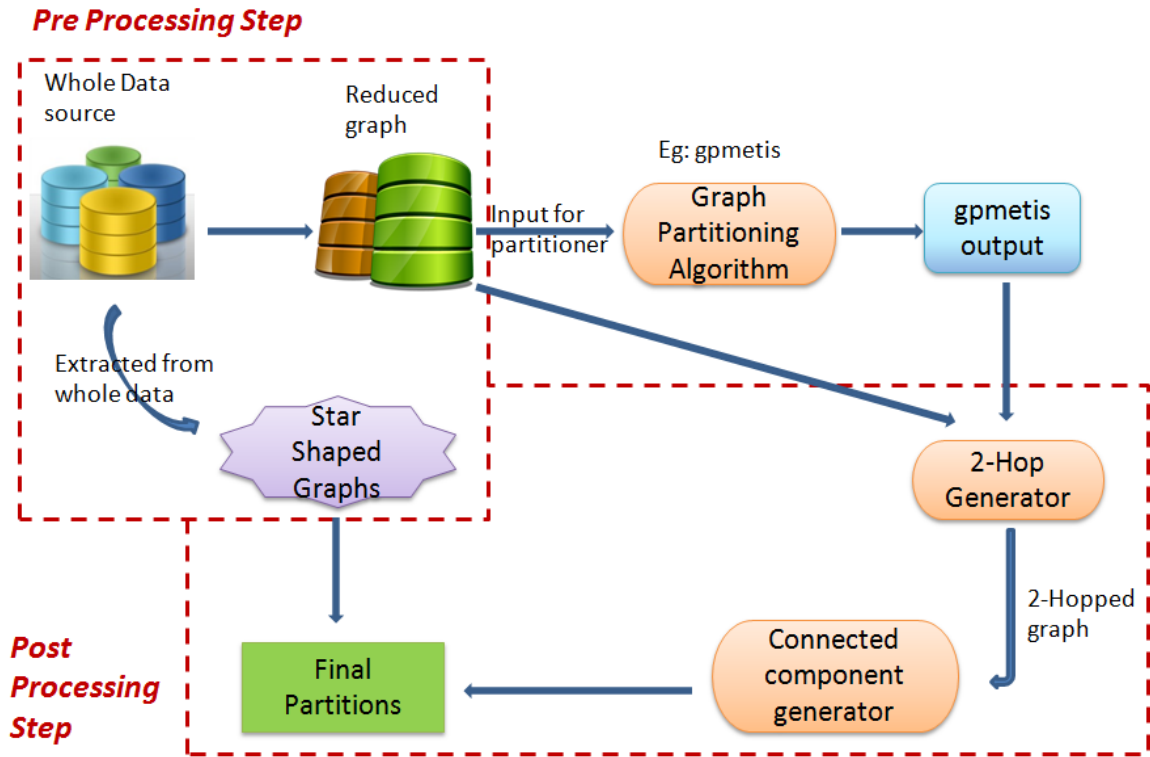 Pre Processing Step
Whole Data
source
Reduced
graph
Eg: gpmetis
Input for
partitioner
Graph
Partitioning
Algorithm
gpmetis
output
Extracted from
whole data
Star
Shaped
Graphs
2-Hop
Generator
2-Hopped
graph
Connected
component
generator
Final
Partitions
Post
Processing
Step